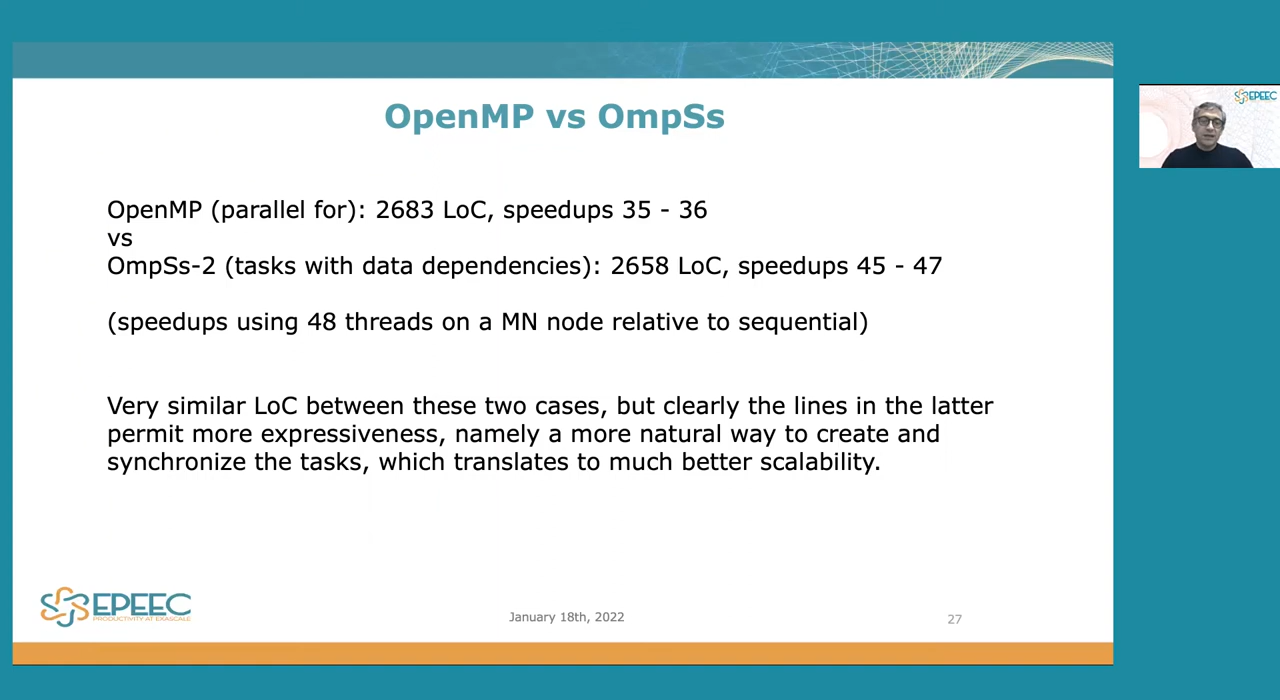 OpenMP vs OmpSs
OpenMP (parallel for): 2683 LoC, speedups 35 - 36
vs
OmpSs-2 (tasks with data dependencies): 2658 LoC, speedups 45 - 47
(speedups using 48 threads on a MN node relative to sequential)
Very similar LoC between these two cases, but clearly the lines in the latter
permit more expressiveness, namely a more natural way to create and
synchronize the tasks, which translates to much better scalability.
EPEEC
PRODUCTIVITY AT EXASCALE
January 18th, 2022
27
EPEEC